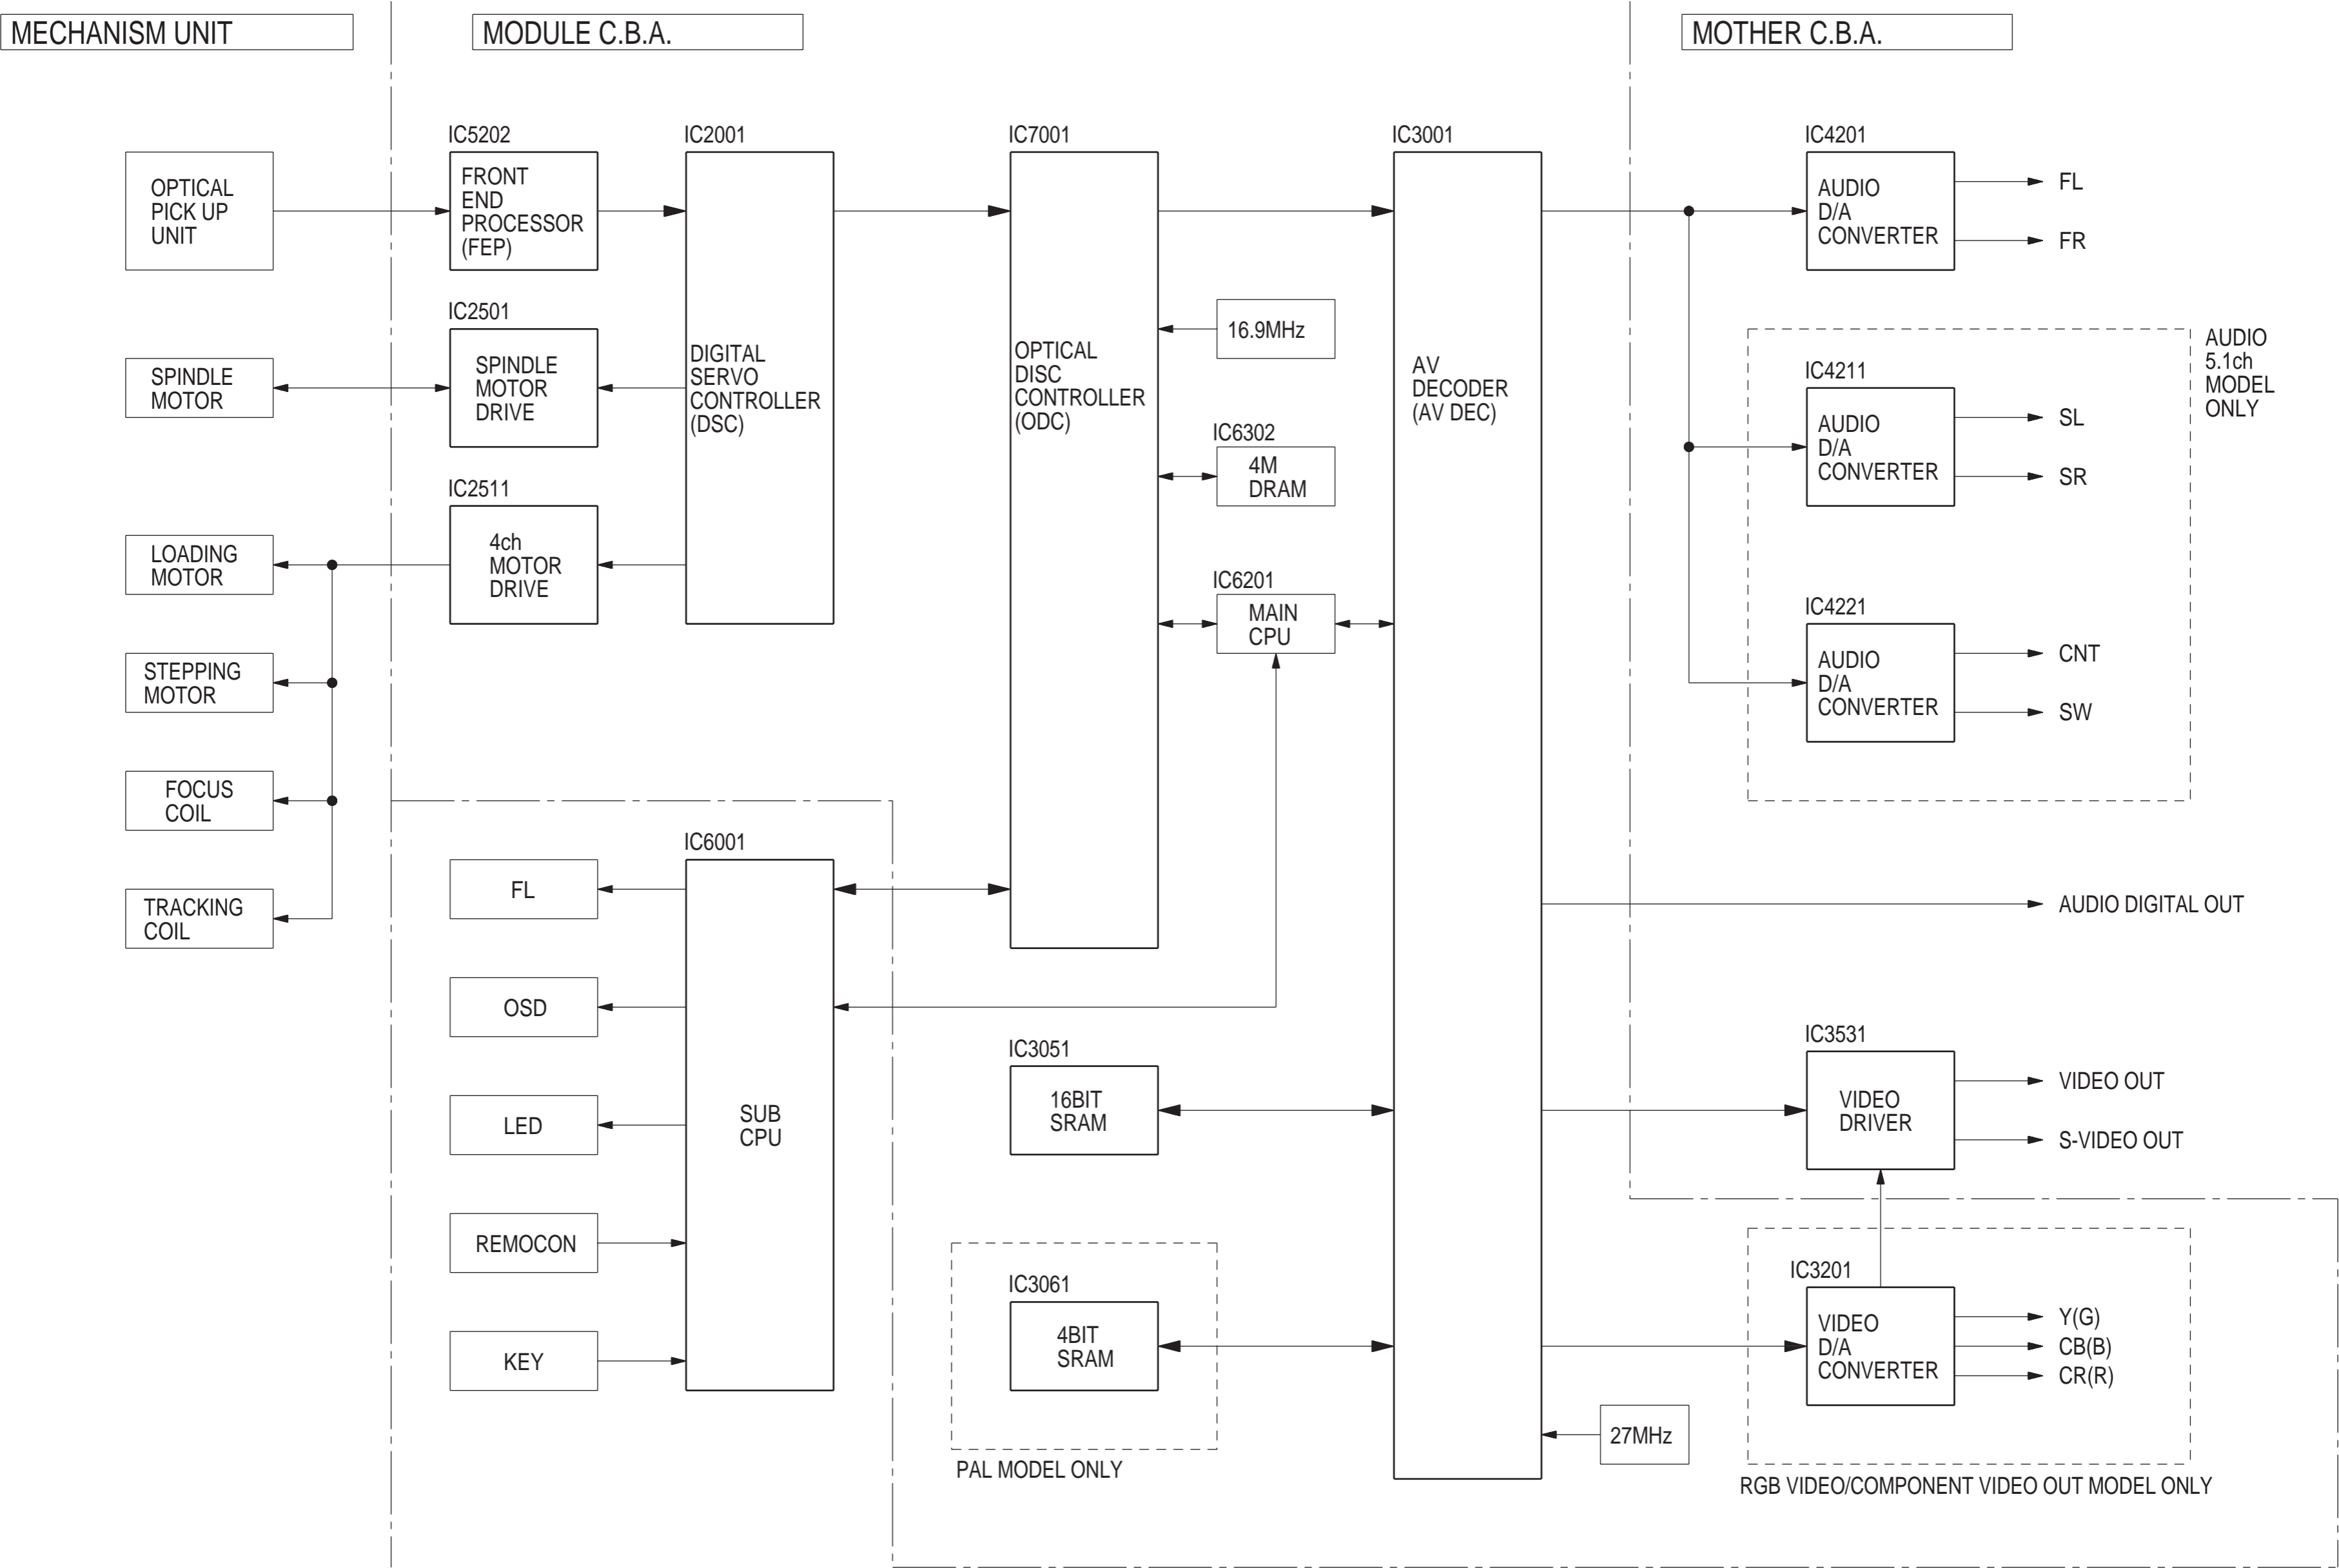 MECHANISM UNIT
MODULE C.B.A.
MOTHER C.B.A.
OPTICAL
PICK UP
UNIT
SPINDLE
MOTOR
LOADING
MOTOR
STEPPING
MOTOR
FOCUS
COIL
TRACKING
COIL
IC5202
FRONT
END
PROCESSOR
(FEP)
IC2501
SPINDLE
MOTOR
DRIVE
IC2511
4ch
MOTOR
DRIVE
IC2001
DIGITAL
SERVO
CONTROLLER
(DSC)
FL
OSD
LED
REMOCON
KEY
IC6001
SUB
CPU
IC7001
OPTICAL
DISC
CONTROLLER
(ODC)
16.9MHz
IC6302
4M
DRAM
IC6201
MAIN
CPU
IC3051
16BIT
SRAM
IC3061
4BIT
SRAM
PAL MODEL ONLY
IC3001
AV
DECODER
(AV DEC)
27MHz
IC4201
AUDIO
D/A
CONVERTER
FL
FR
AUDIO
5.1ch
MODEL
ONLY
IC4211
AUDIO
D/A
CONVERTER
SL
SR
IC4221
AUDIO
D/A
CONVERTER
CNT
SW
AUDIO DIGITAL OUT
IC3531
VIDEO
DRIVER
VIDEO OUT
S-VIDEO OUT
IC3201
VIDEO
D/A
CONVERTER
Y(G)
CB(B)
CR(R)
RGB VIDEO/COMPONENT VIDEO OUT MODEL ONLY